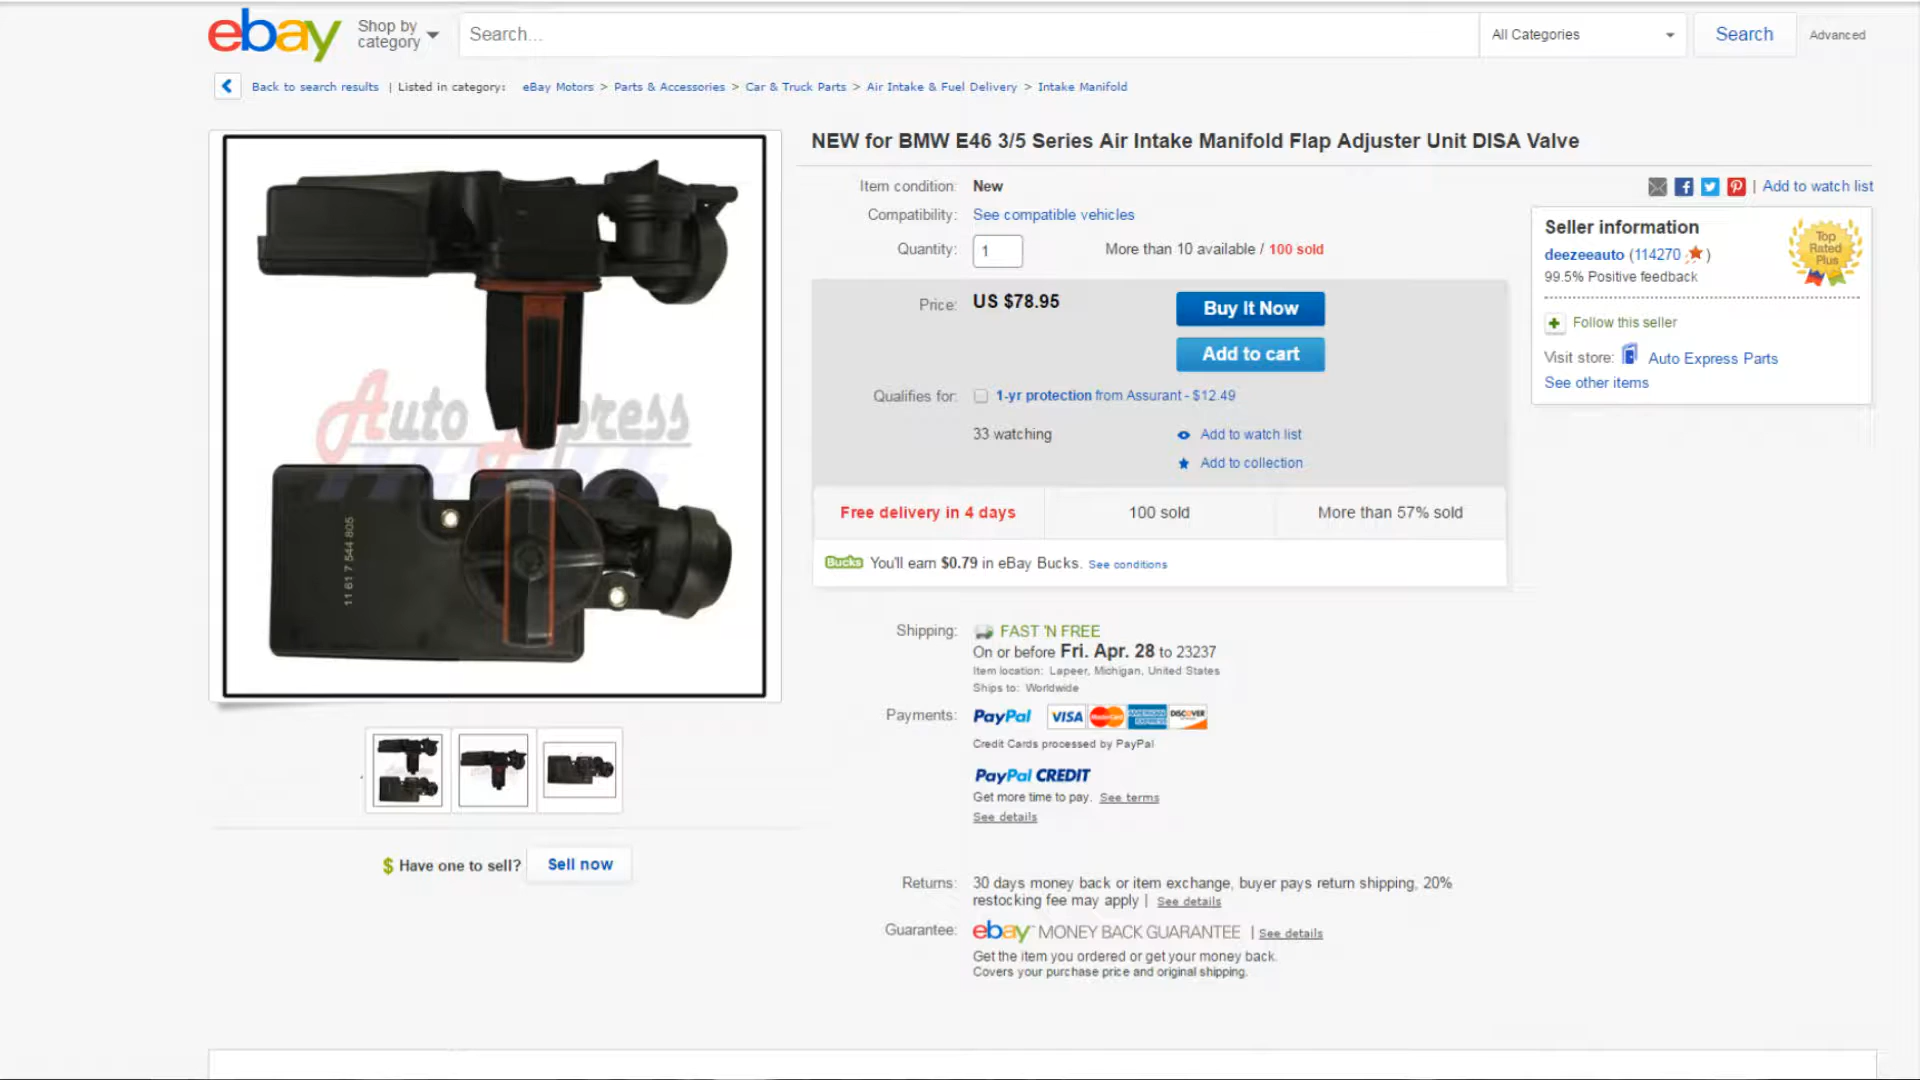 ebay
Shop by
category
Search...
All Categories
Search
Advanced
Back to search results | Listed in category: eBay Motors > Parts & Accessories > Car & Truck Parts > Air Intake & Fuel Delivery > Intake Manifold
NEW for BMW E46 3/5 Series Air Intake Manifold Flap Adjuster Unit DISA Valve
Item condition: New
| Add to watch list
Compatibility: See compatible vehicles
Quantity: 1 More than 10 available / 100 sold
Price: US $78.95
Buy It Now
Add to cart
Qualifies for: 1-yr protection from Assurant - $12.49
33 watching
Add to watch list
Add to collection
Free delivery in 4 days
100 sold
More than 57% sold
Bucks You'll earn $0.79 in eBay Bucks. See conditions
Seller information
deezeeauto (114270 )
99.5% Positive feedback
Top
Rated
Plus
Follow this seller
Visit store: Auto Express Parts
See other items
Auto Express
11 61 7 544 805
Shipping: FAST 'N FREE
On or before Fri. Apr. 28 to 23237
Item location: Lapeer, Michigan, United States
Ships to: Worldwide
Payments: PayPal VISA MasterCard AMERICAN EXPRESS DISCOVER
Credit Cards processed by PayPal
PayPal CREDIT
Get more time to pay. See terms
See details
$ Have one to sell? Sell now
Returns: 30 days money back or item exchange, buyer pays return shipping, 20%
restocking fee may apply | See details
Guarantee: ebay MONEY BACK GUARANTEE | See details
Get the item you ordered or get your money back.
Covers your purchase price and original shipping.